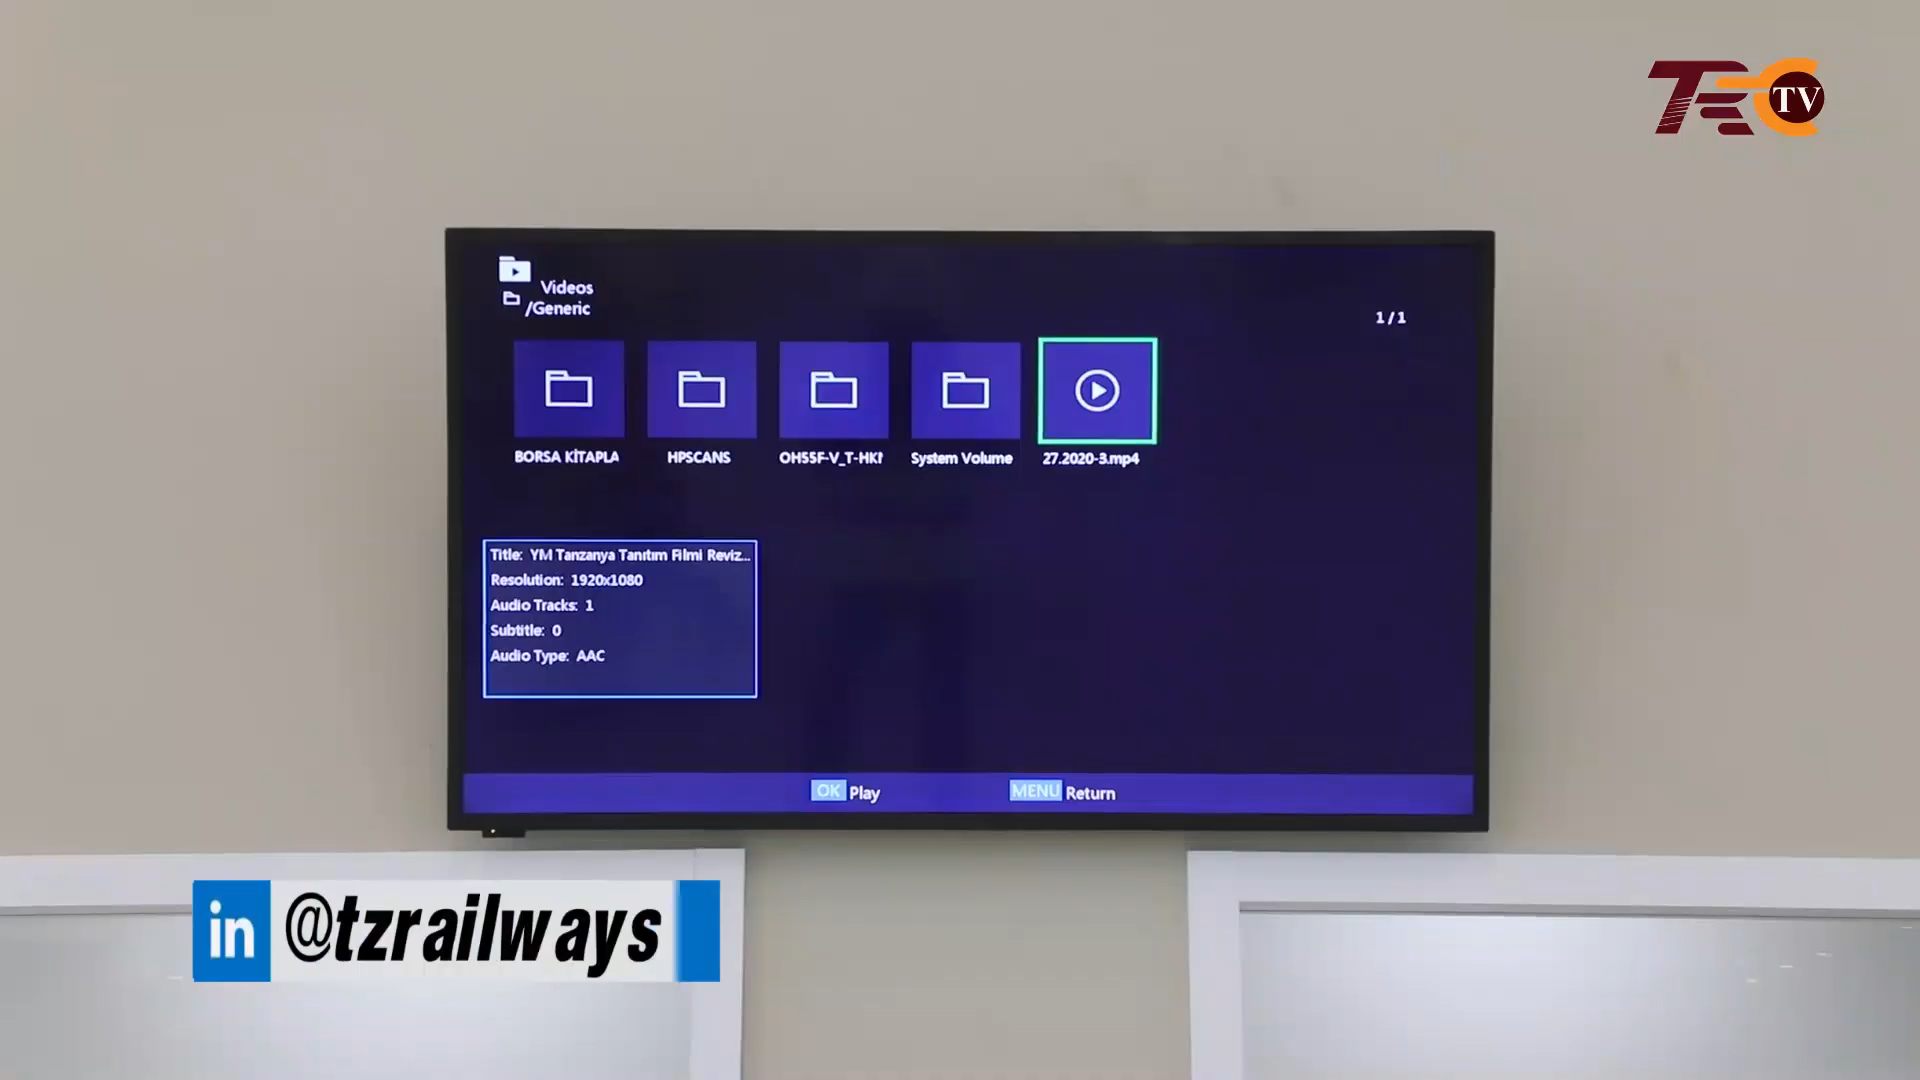 TRC TV
Videos
/Generic
1/1
BORSA KİTAPLA
HPSCANS
OH55F-V_T-HKM
System Volume
27.2020-3.mp4
Title: YM Tanzanya Tanıtım Filmi Reviz...
Resolution: 1920x1080
Audio Tracks: 1
Subtitle: 0
Audio Type: AAC
OK Play
MENU Return
in @tzrailways